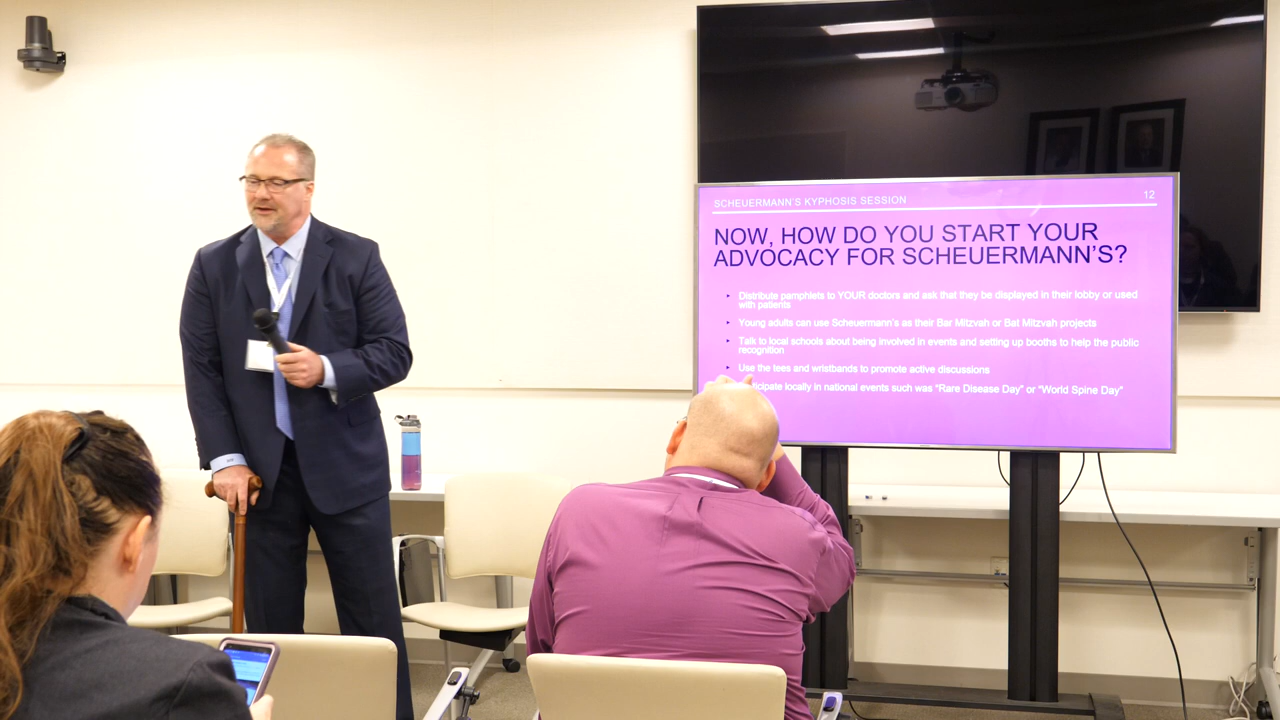 SCHEUERMANN'S KYPHOSIS SESSION 12
NOW, HOW DO YOU START YOUR
ADVOCACY FOR SCHEUERMANN'S?
Distribute pamphlets to YOUR doctors and ask that they be displayed in their lobby or used
with patients
Young adults can use Scheuermann's as their Bar Mitzvah or Bat Mitzvah projects
Talk to local schools about being involved in events and setting up booths to help the public
recognition
Use the tees and wristbands to promote active discussions
locally in national events such was "Rare Disease Day" or "World Spine Day"